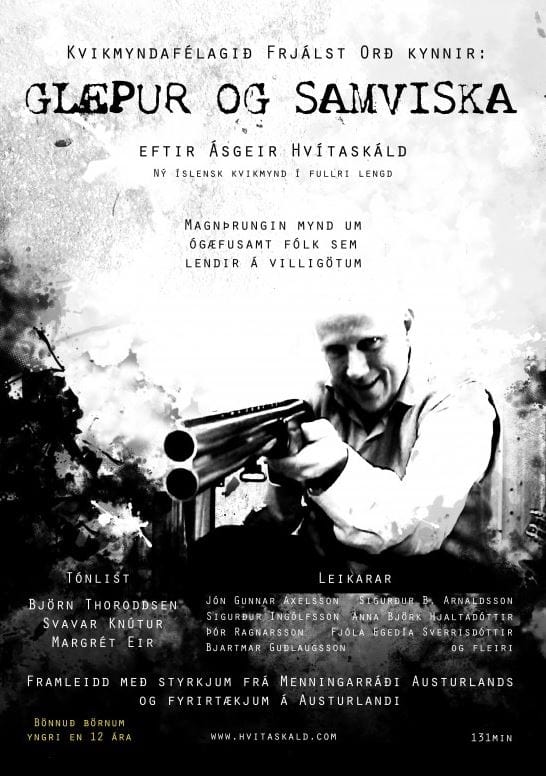 Kvikmyndafélagið Frjálst Orð kynnir:
GLÆPUR OG SAMVISKA
eftir Ásgeir Hvítaskáld
Ný íslensk kvikmynd í fullri lengd
Magnþrungin mynd um
ógæfusamt fólk sem
lendir á villigötum
Tónlist
Björn Thoroddsen
Svavar Knútur
Margrét Eir
Leikarar
Jón Gunnar Axelsson Sigurður B. Arnaldsson
Sigurður Ingólfsson Anna Björk Hjaltadóttir
Þór Ragnarsson Fjóla Egedía Sverrisdóttir
Bjartmar Guðlaugsson og fleiri
Framleidd með styrkjum frá Menningarráði Austurlands
og fyrirtækjum á Austurlandi
Bönnuð börnum
yngri en 12 ára
www.hvitaskald.com
131min